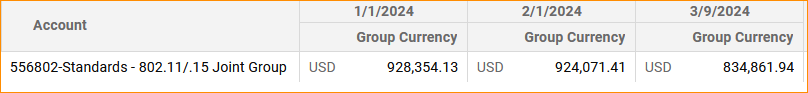 Account 1/1/2024 2/1/2024 3/9/2024
Group Currency Group Currency Group Currency
556802-Standards - 802.11/.15 Joint Group USD 928,354.13 USD 924,071.41 USD 834,861.94